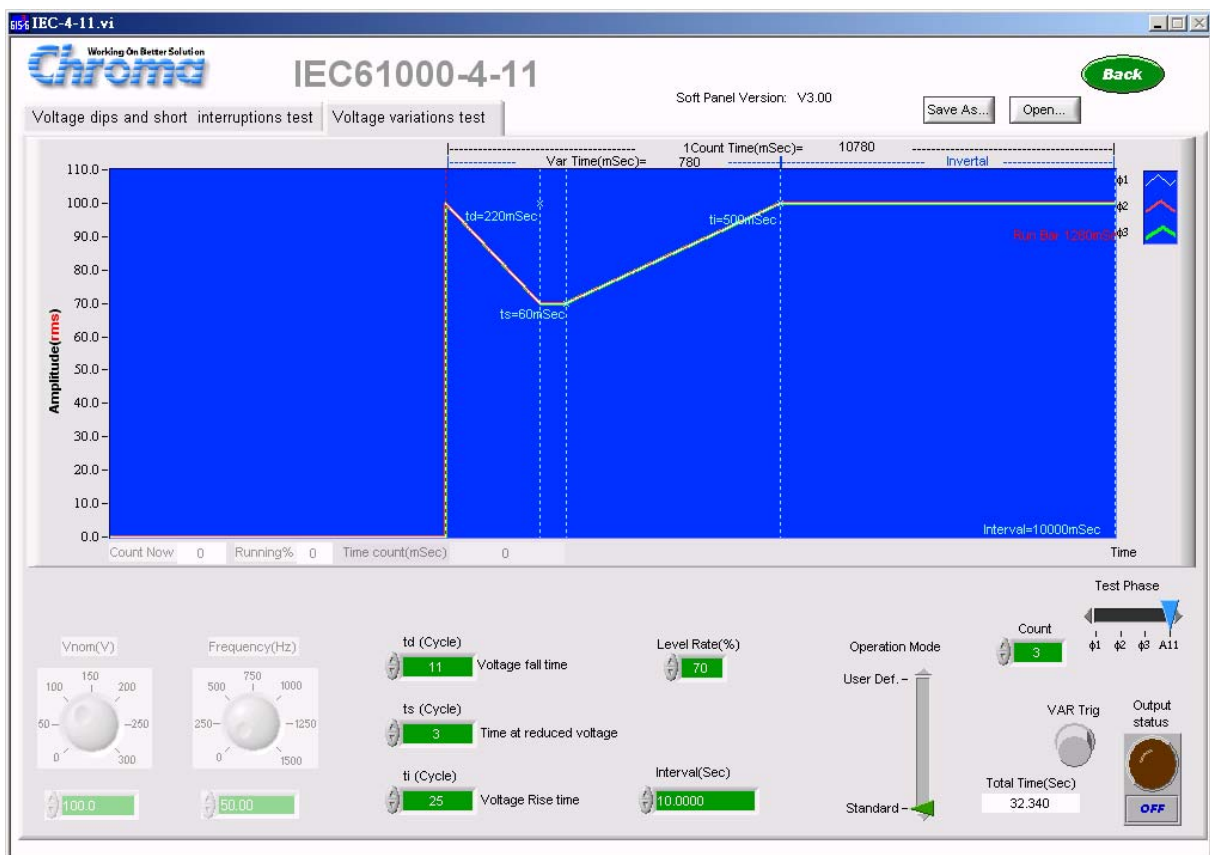 IEC-4-11.vi
Working On Better Solution
Chroma
IEC61000-4-11
Soft Panel Version: V3.00
Back
Save As...
Open...
Voltage dips and short interruptions test
Voltage variations test
1Count Time(mSec)= 10780
Var Time(mSec)= 780
Invertal
110.0
100.0
90.0
80.0
70.0
60.0
50.0
40.0
30.0
20.0
10.0
0.0
Amplitude(rms)
td=220mSec
ts=60mSec
ti=500mSec
ϕ1
ϕ2
ϕ3
Run Bar 1280mSec
Interval=10000mSec
Time
Count Now 0 Running% 0 Time count(mSec) 0
Vnom(V)
0 50 100 150 200 250 300
100.0
Frequency(Hz)
0 250 500 750 1000 1250 1500
50.00
td (Cycle)
11 Voltage fall time
ts (Cycle)
3 Time at reduced voltage
ti (Cycle)
25 Voltage Rise time
Level Rate(%)
70
Interval(Sec)
10.0000
Operation Mode
User Def.
Standard
Count
3
Test Phase
ϕ1 ϕ2 ϕ3 A11
VAR Trig
Total Time(Sec)
32.340
Output status
OFF